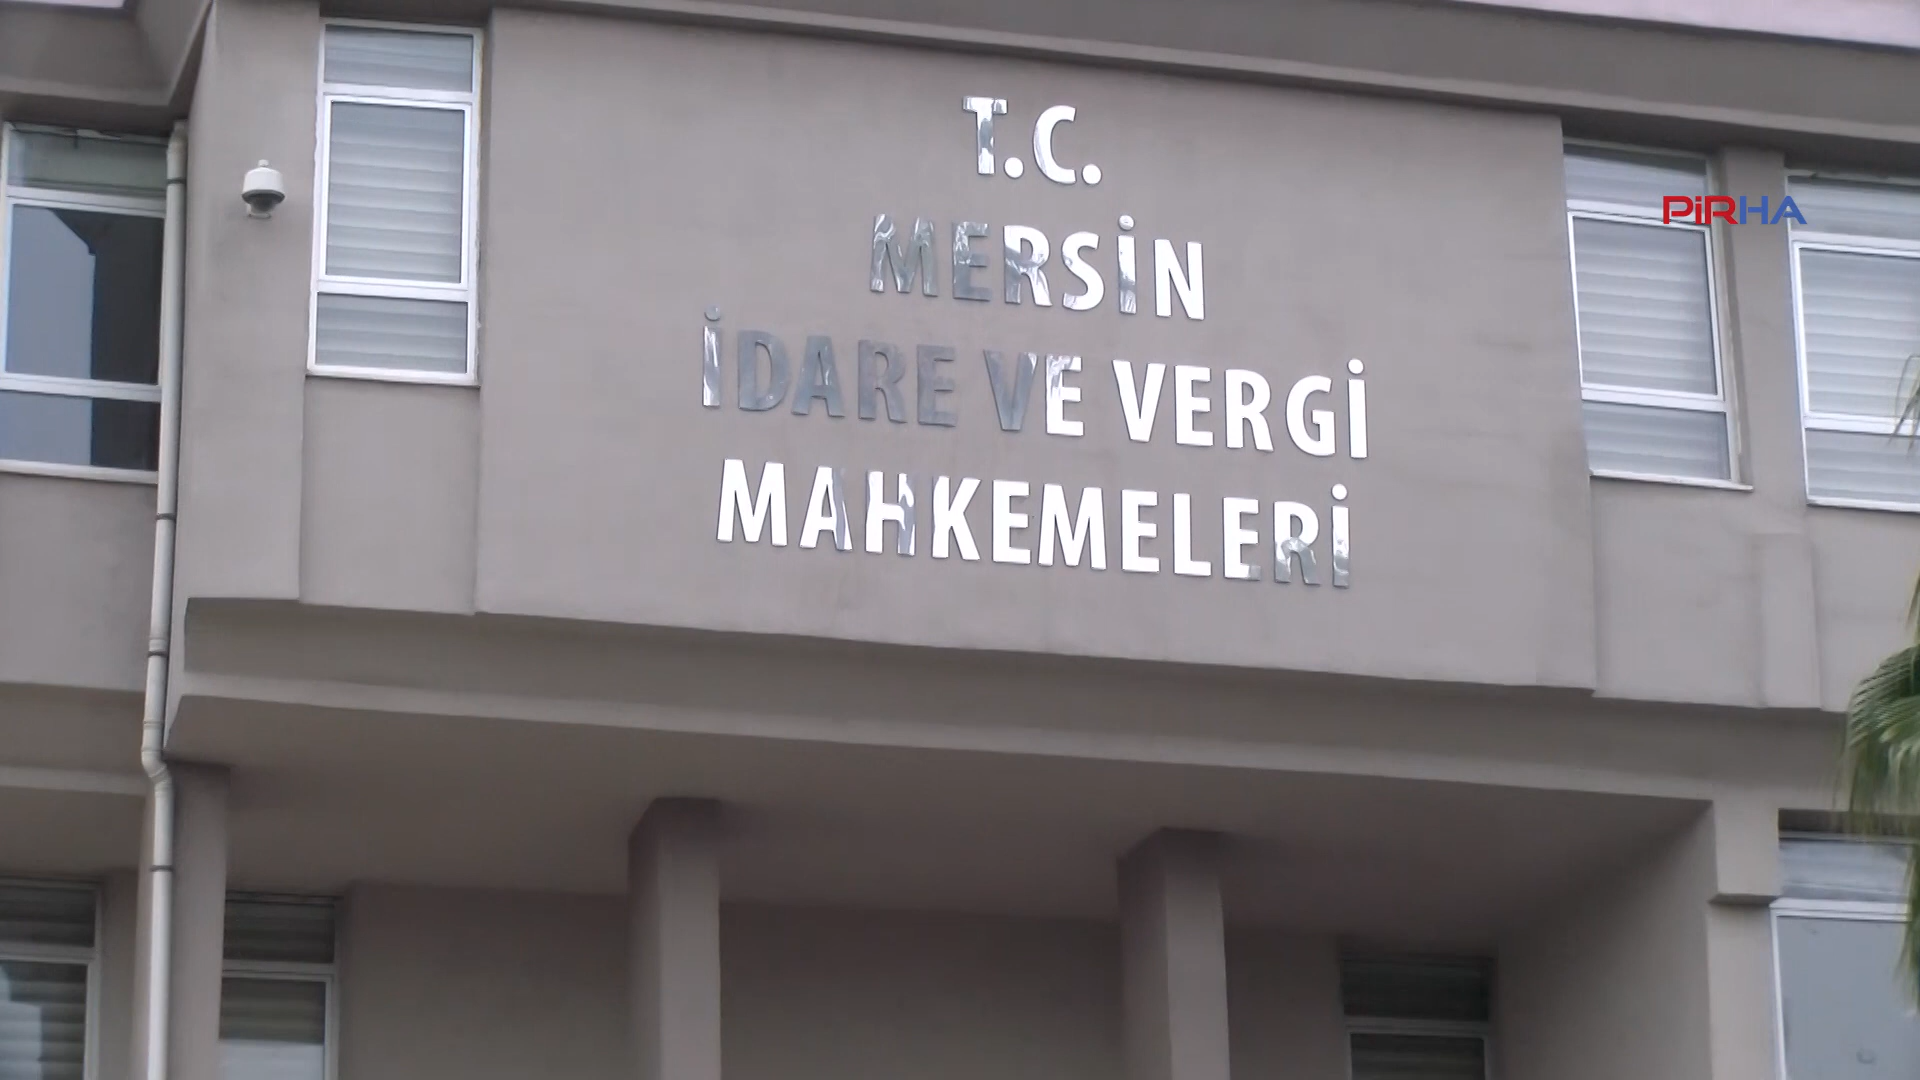 T.C.
MERSİN
İDARE VE VERGİ
MAHKEMELERİ
PİRHA